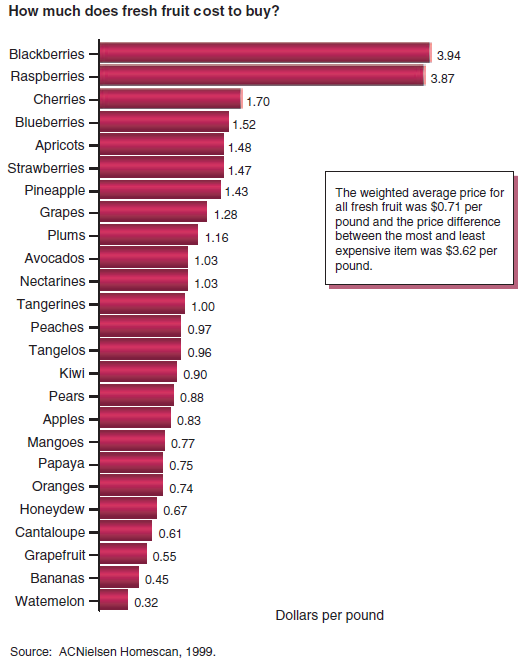 How much does fresh fruit cost to buy?
Blackberries 3.94
Raspberries 3.87
Cherries 1.70
Blueberries 1.52
Apricots 1.48
Strawberries 1.47
Pineapple 1.43
Grapes 1.28
Plums 1.16
Avocados 1.03
Nectarines 1.03
Tangerines 1.00
Peaches 0.97
Tangelos 0.96
Kiwi 0.90
Pears 0.88
Apples 0.83
Mangoes 0.77
Papaya 0.75
Oranges 0.74
Honeydew 0.67
Cantaloupe 0.61
Grapefruit 0.55
Bananas 0.45
Watemelon 0.32
The weighted average price for
all fresh fruit was $0.71 per
pound and the price difference
between the most and least
expensive item was $3.62 per
pound.
Dollars per pound
Source: ACNielsen Homescan, 1999.